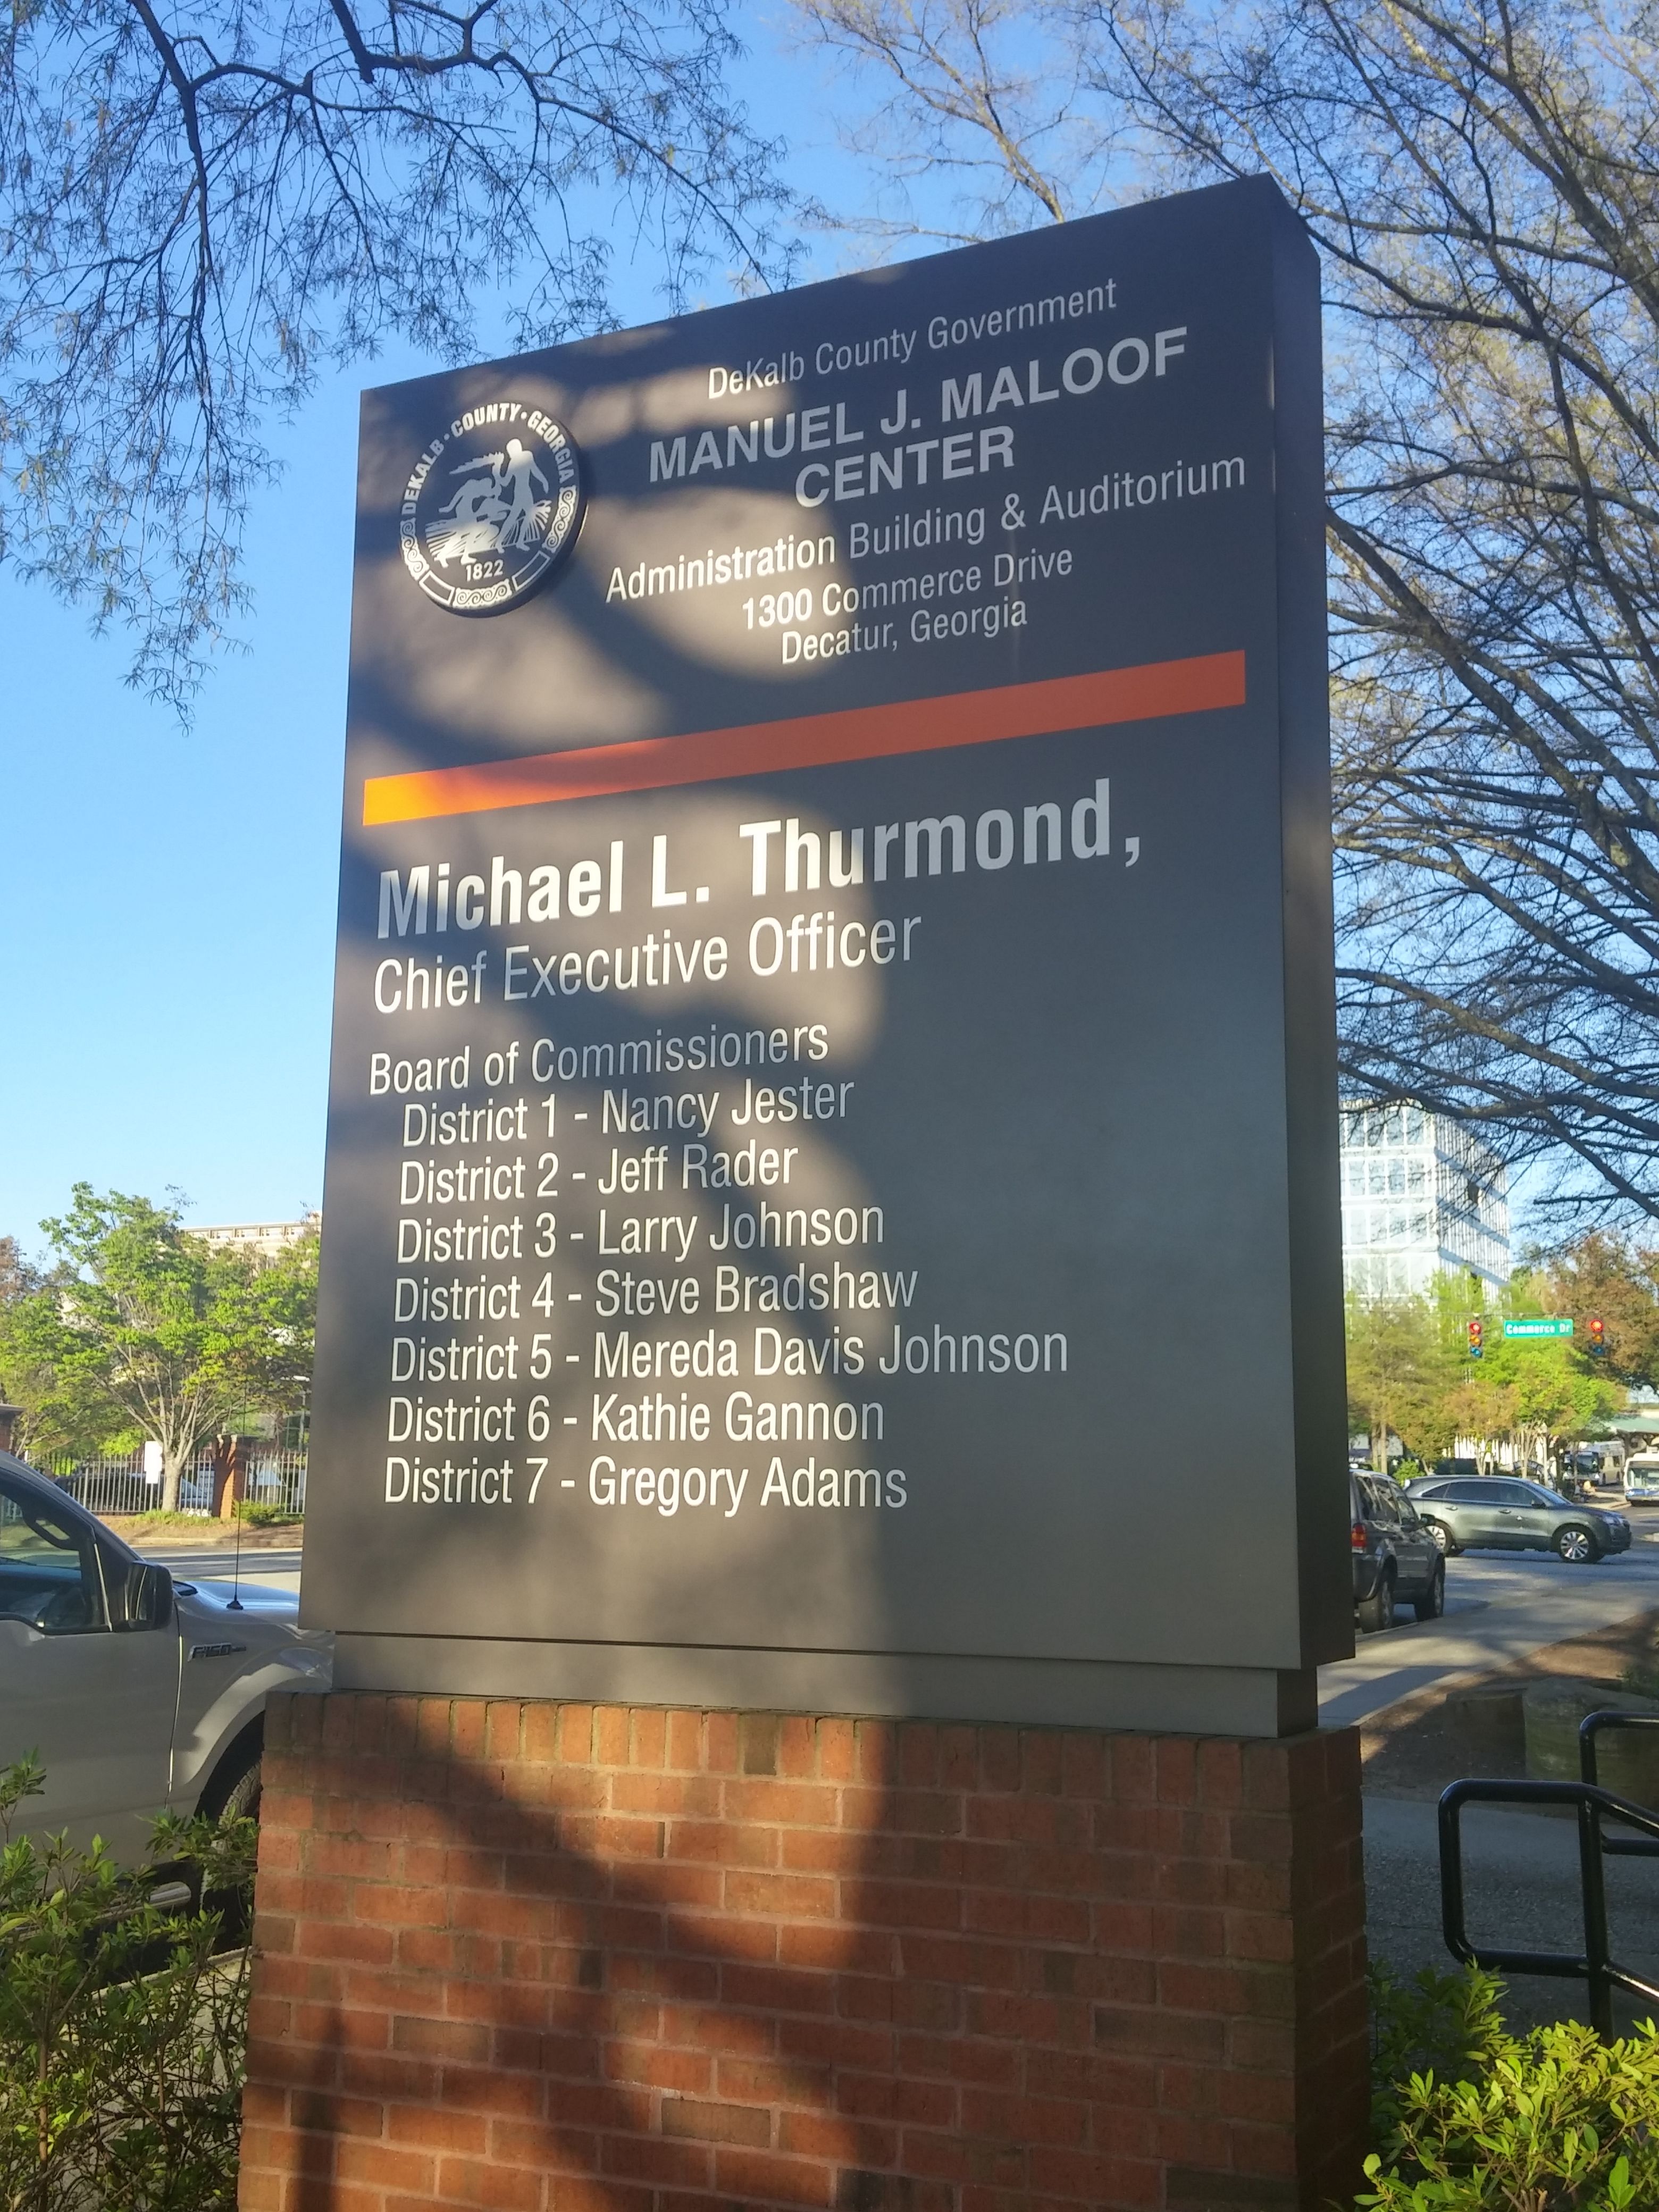 DeKalb County Government
MANUEL J. MALOOF
CENTER
Administration Building & Auditorium
1300 Commerce Drive
Decatur, Georgia
DEKALB • COUNTY • GEORGIA
1822
Michael L. Thurmond,
Chief Executive Officer
Board of Commissioners
District 1 - Nancy Jester
District 2 - Jeff Rader
District 3 - Larry Johnson
District 4 - Steve Bradshaw
District 5 - Mereda Davis Johnson
District 6 - Kathie Gannon
District 7 - Gregory Adams
Commerce Dr
F150